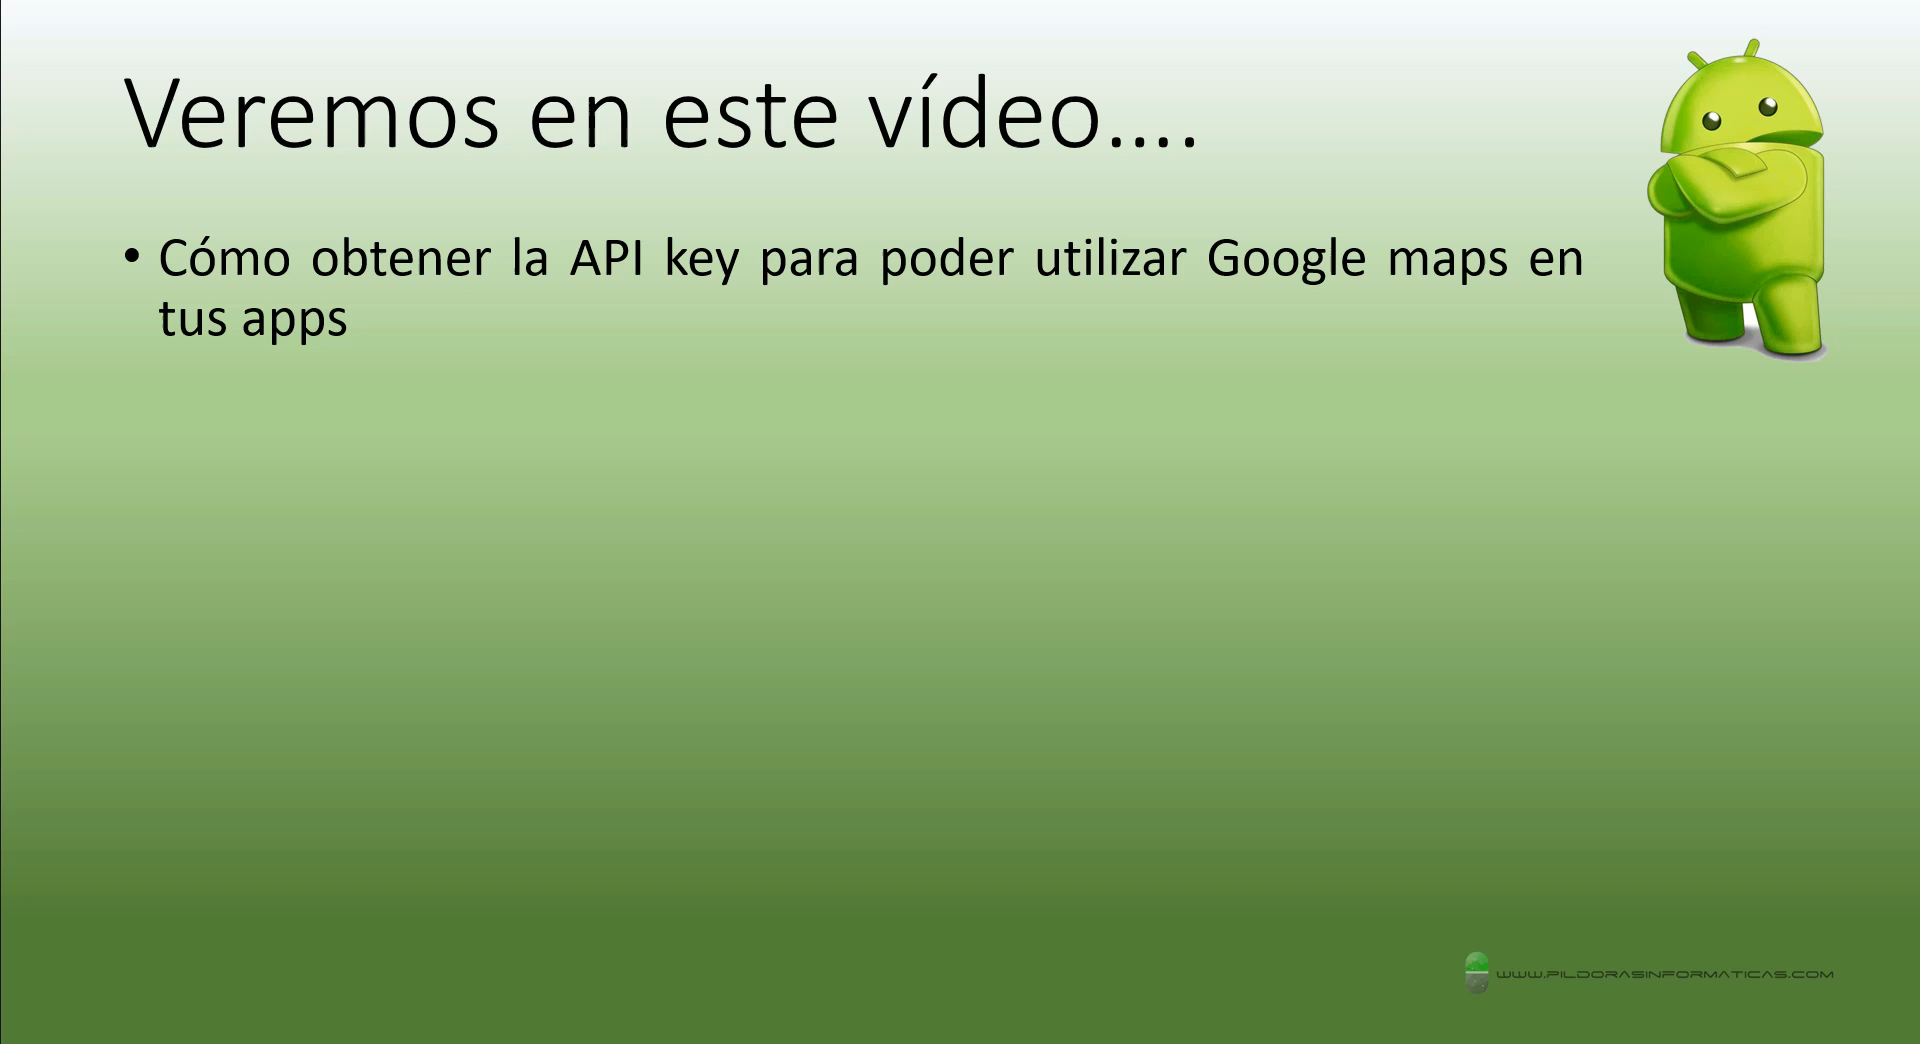 Veremos en este vídeo....
• Cómo obtener la API key para poder utilizar Google maps en
tus apps
WWW.PILDORASINFORMATICAS.COM